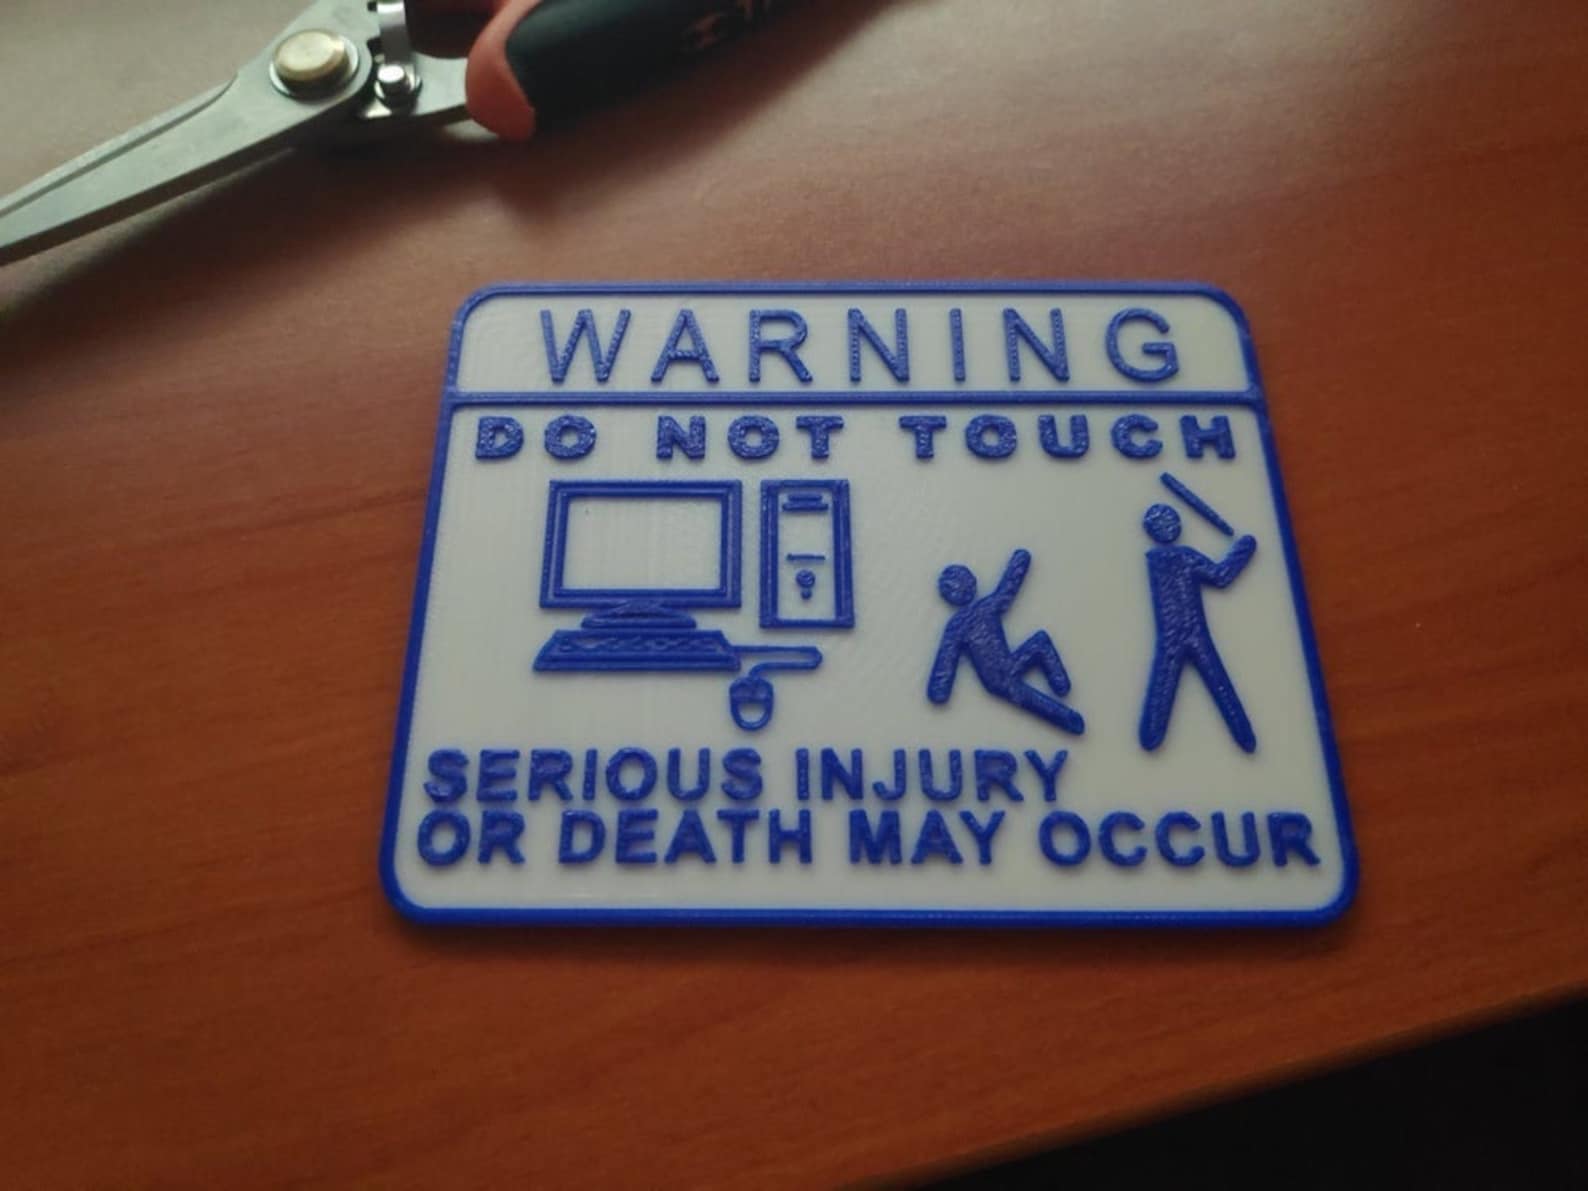 WARNING
DO NOT TOUCH
SERIOUS INJURY
OR DEATH MAY OCCUR